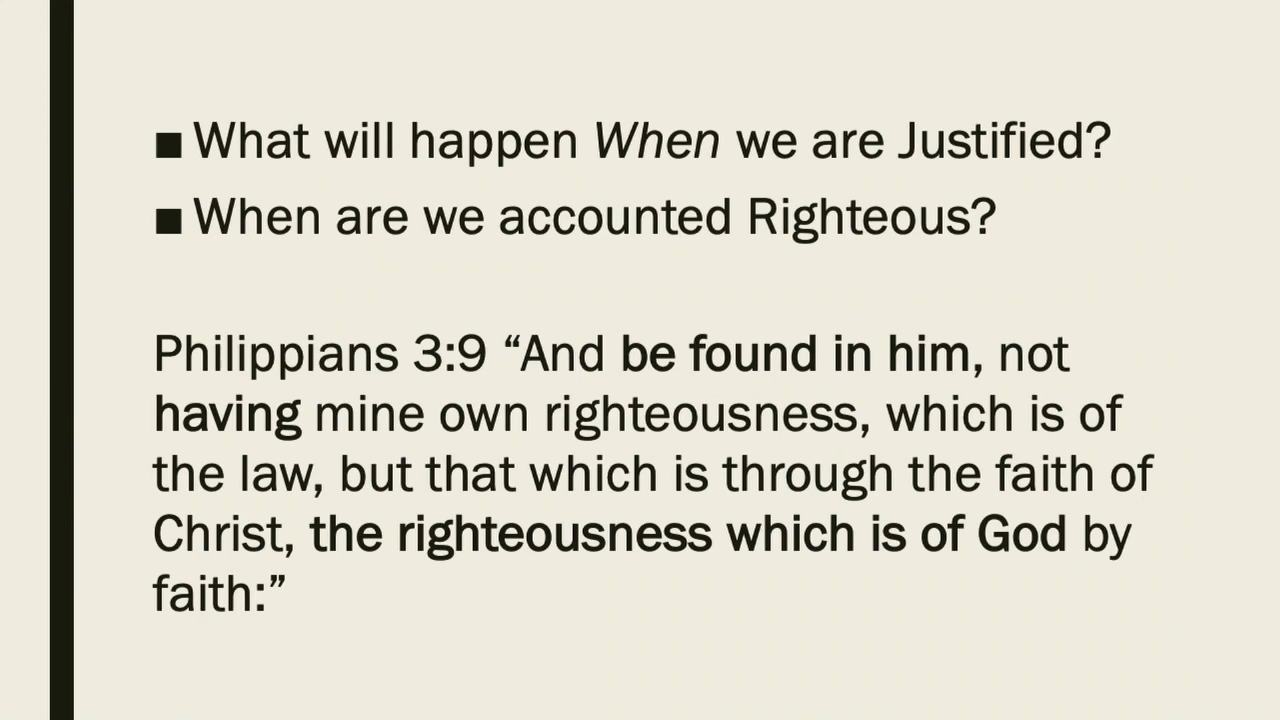 ■ What will happen When we are Justified?
■ When are we accounted Righteous?
Philippians 3:9 “And be found in him, not
having mine own righteousness, which is of
the law, but that which is through the faith of
Christ, the righteousness which is of God by
faith:”